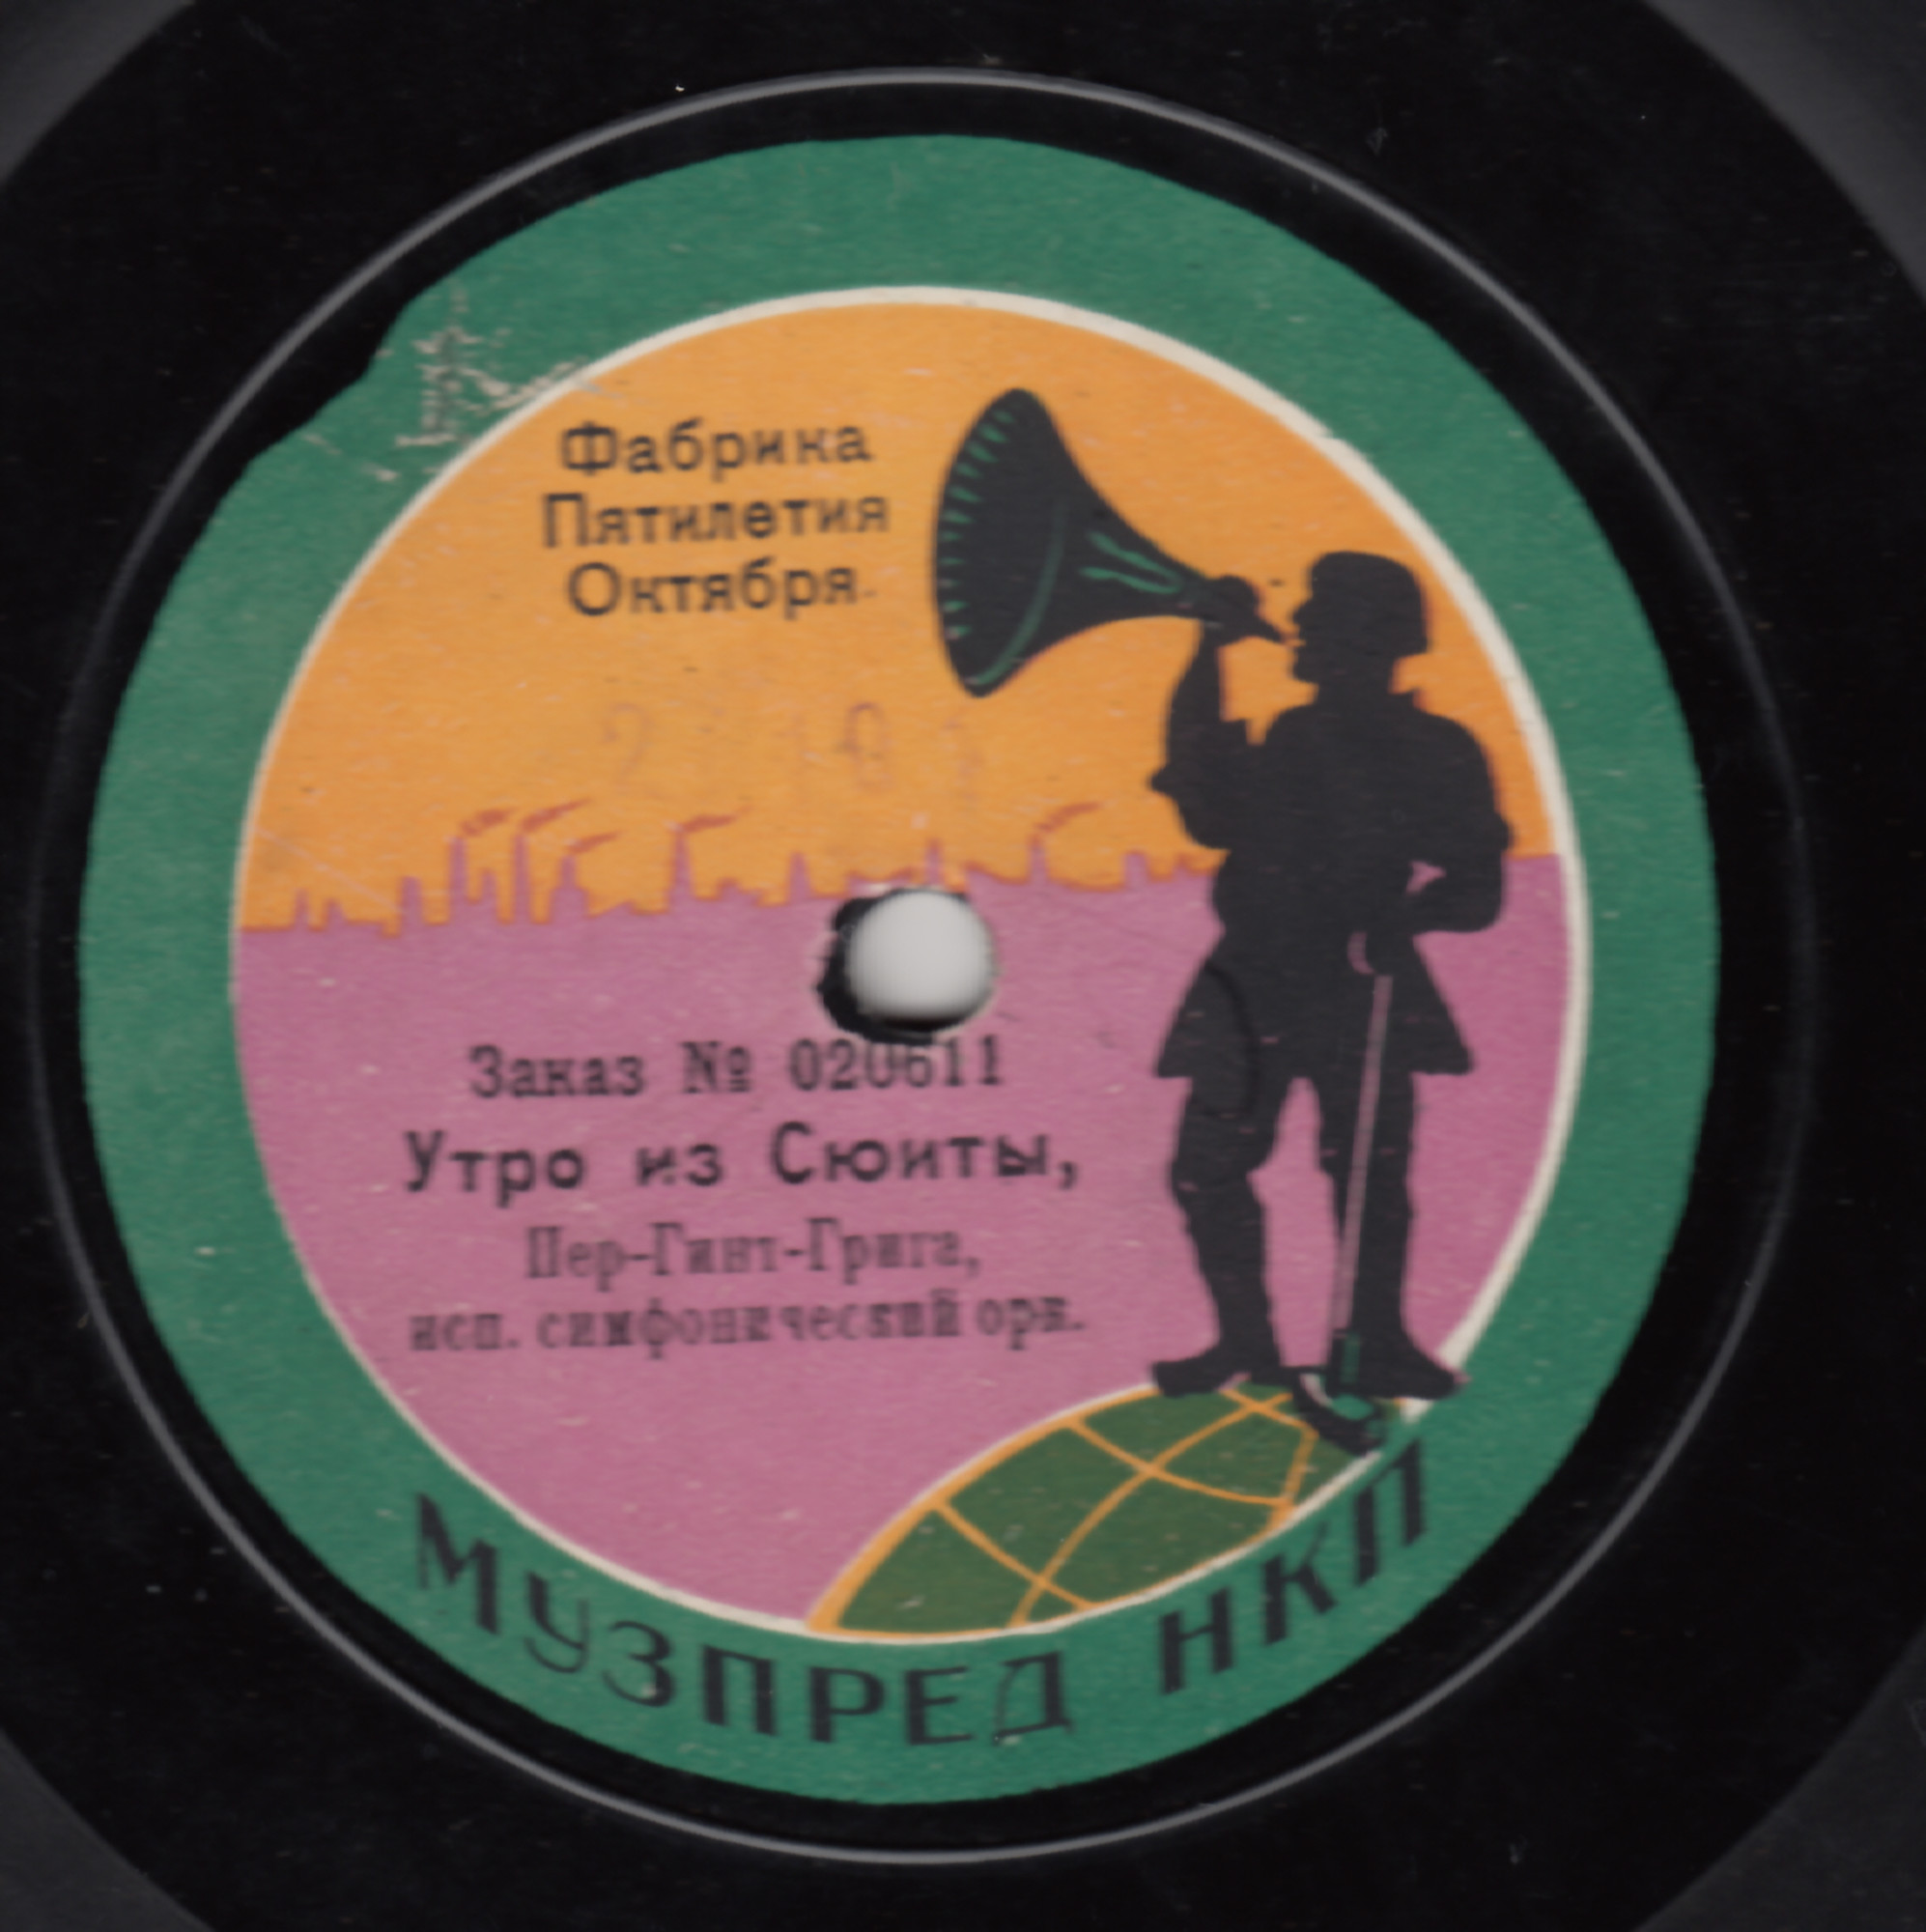 Фабрика
Пятилетия
Октября.
Заказ № 020611
Утро из Сюиты,
Пер-Гинт-Грига,
исп. симфонический орк.
МУЗПРЕД НКП